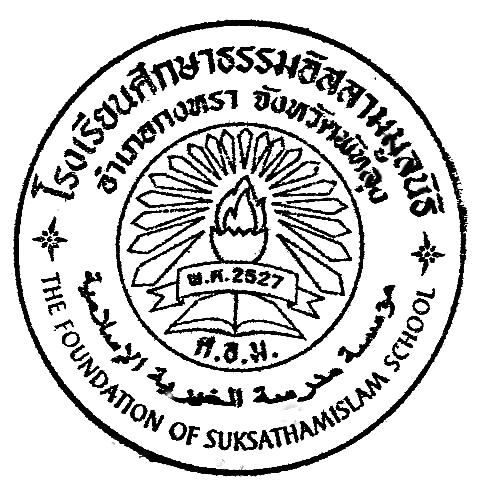 โรงเรียนศึกษาธรรมอิสลามมูลนิธิ
อำเภอกงหรา จังหวัดพัทลุง
พ.ศ.2527
ศ.ธ.ม.
مؤسسة مدرسة الخيرية الإسلامية
THE FOUNDATION OF SUKSATHAMISLAM SCHOOL